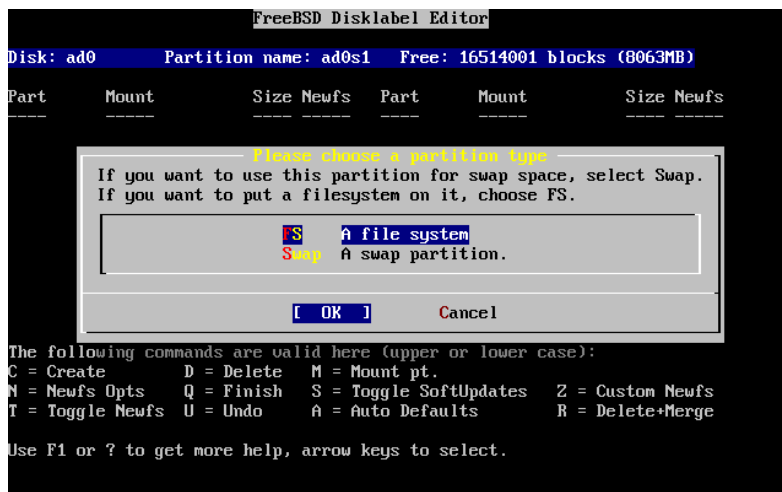 FreeBSD Disklabel Editor
Disk: ad0 Partition name: ad0s1 Free: 16514001 blocks (8063MB)
Part Mount Size Newfs Part Mount Size Newfs
---- ----- ---- ----- ---- ----- ---- -----
Please choose a partition type
If you want to use this partition for swap space, select Swap.
If you want to put a filesystem on it, choose FS.
FS A file system
Swap A swap partition.
[ OK ] Cancel
The following commands are valid here (upper or lower case):
C = Create D = Delete M = Mount pt.
N = Newfs Opts Q = Finish S = Toggle SoftUpdates Z = Custom Newfs
T = Toggle Newfs U = Undo A = Auto Defaults R = Delete+Merge
Use F1 or ? to get more help, arrow keys to select.